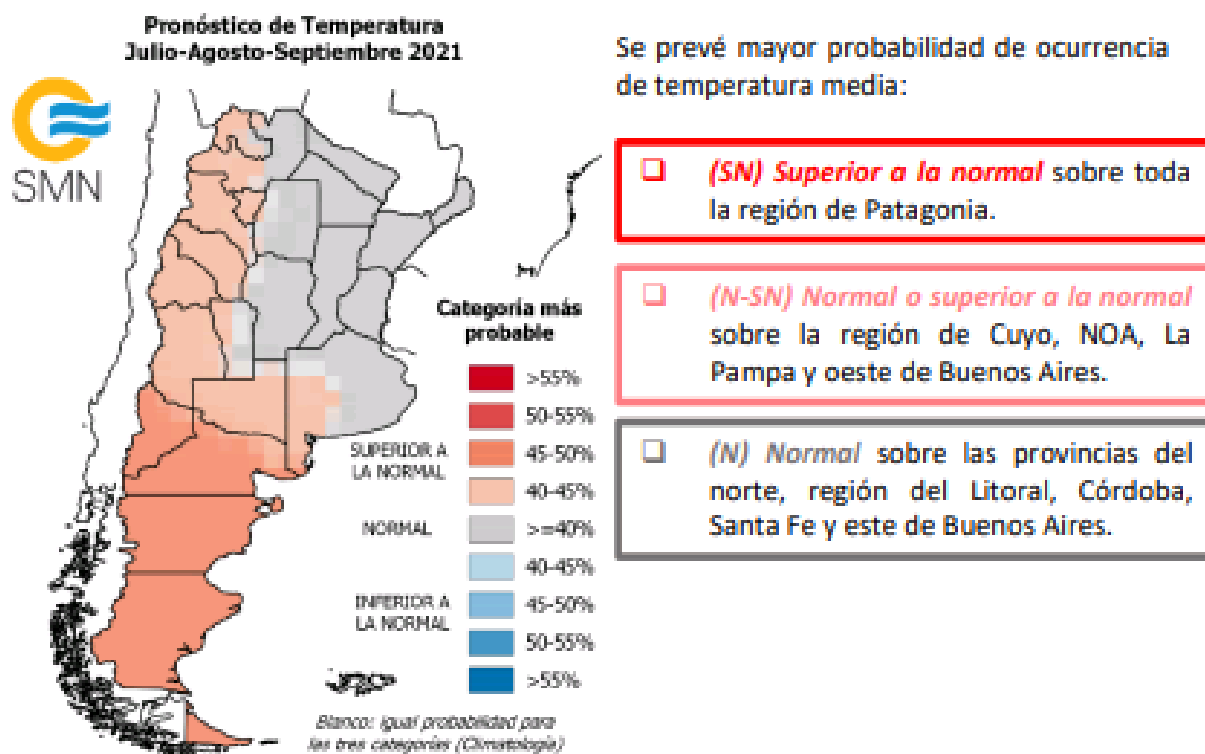 Pronóstico de Temperatura
Julio-Agosto-Septiembre 2021
SMN
Categoría más
probable
>55%
50-55%
SUPERIOR A
LA NORMAL
45-50%
40-45%
NORMAL
>=40%
40-45%
INFERIOR A
LA NORMAL
45-50%
50-55%
>55%
Blanco: igual probabilidad para
las tres categorías (Climatología)
Se prevé mayor probabilidad de ocurrencia
de temperatura media:
(SN) Superior a la normal sobre toda
la región de Patagonia.
(N-SN) Normal o superior a la normal
sobre la región de Cuyo, NOA, La
Pampa y oeste de Buenos Aires.
(N) Normal sobre las provincias del
norte, región del Litoral, Córdoba,
Santa Fe y este de Buenos Aires.